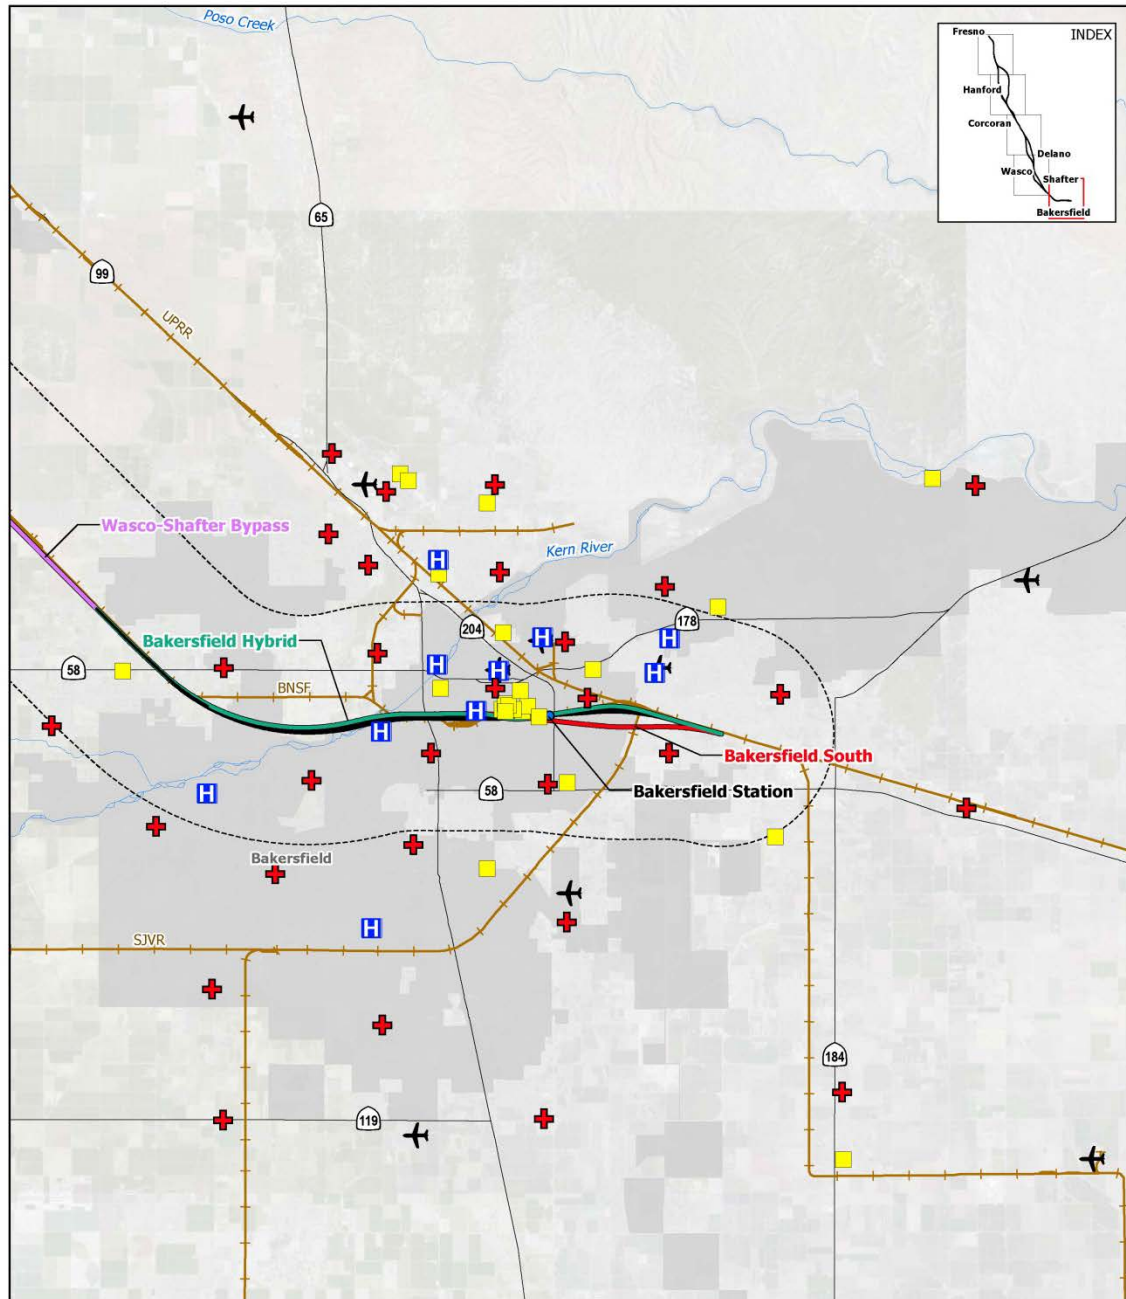 Poso Creek
INDEX
Fresno
Hanford
Corcoran
Delano
Wasco
Shafter
Bakersfield
65
99
UPRR
Wasco-Shafter Bypass
Kern River
Bakersfield Hybrid
204
178
58
BNSF
H
H
H
H
H
H
H
H
H
H
Bakersfield South
58
Bakersfield Station
Bakersfield
SJVR
184
119